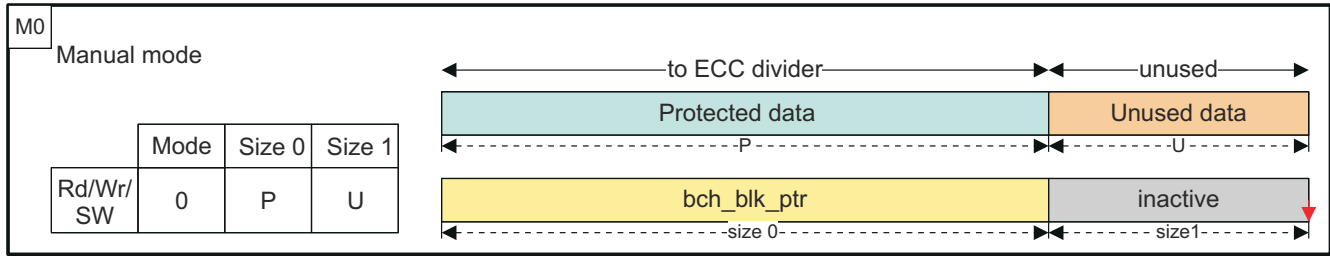 M0
Manual mode
to ECC divider
unused
Protected data
Unused data
P
U
Mode Size 0 Size 1
Rd/Wr/
SW
0 P U
bch_blk_ptr
inactive
size 0
size1